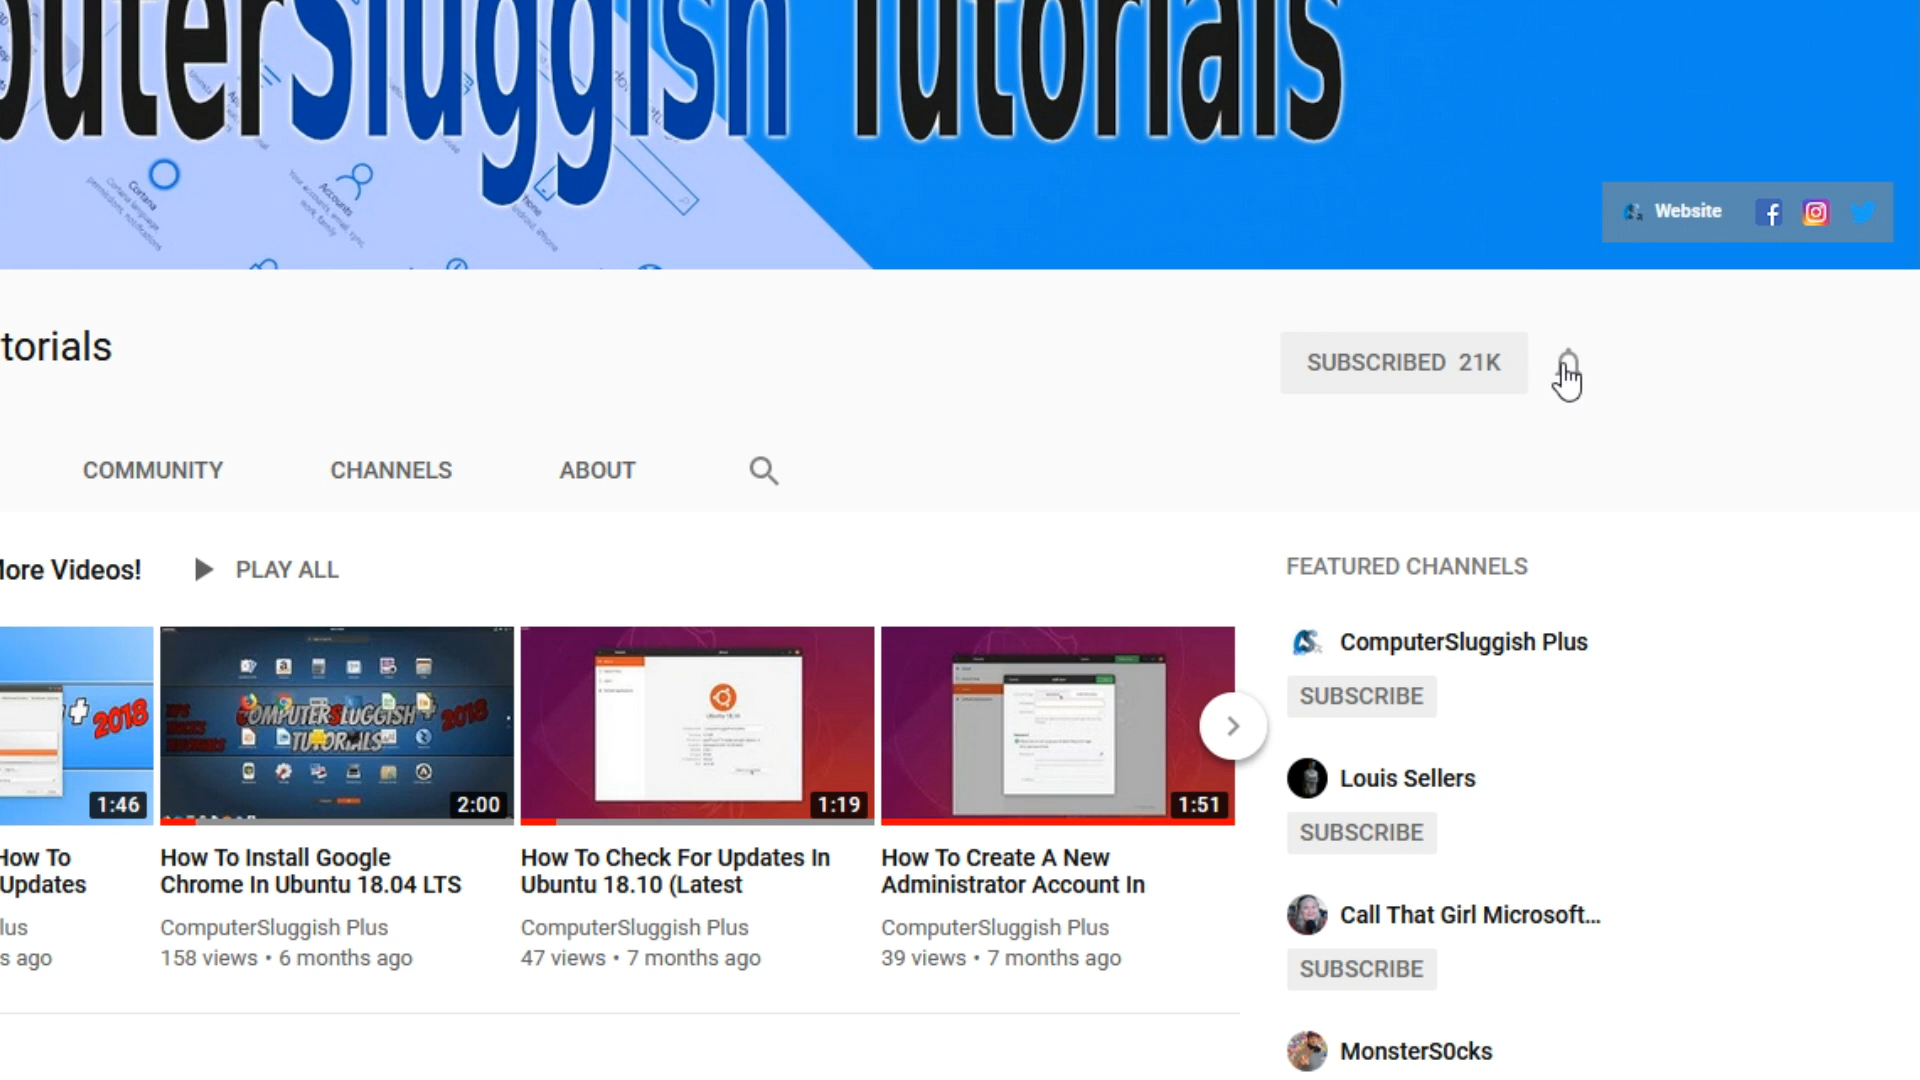 puterSluggish Tutorials
Cortana
Accounts
Website
torials
SUBSCRIBED 21K
COMMUNITY CHANNELS ABOUT
More Videos! PLAY ALL
FEATURED CHANNELS
ComputerSluggish Plus
SUBSCRIBE
Louis Sellers
SUBSCRIBE
Call That Girl Microsoft...
SUBSCRIBE
MonsterS0cks
+ 2018
COMPUTERSLUGGISH + 2018
TUTORIALS
1:46 2:00 1:19 1:51
How To
Updates
lus
s ago
How To Install Google
Chrome In Ubuntu 18.04 LTS
ComputerSluggish Plus
158 views • 6 months ago
How To Check For Updates In
Ubuntu 18.10 (Latest
ComputerSluggish Plus
47 views • 7 months ago
How To Create A New
Administrator Account In
ComputerSluggish Plus
39 views • 7 months ago